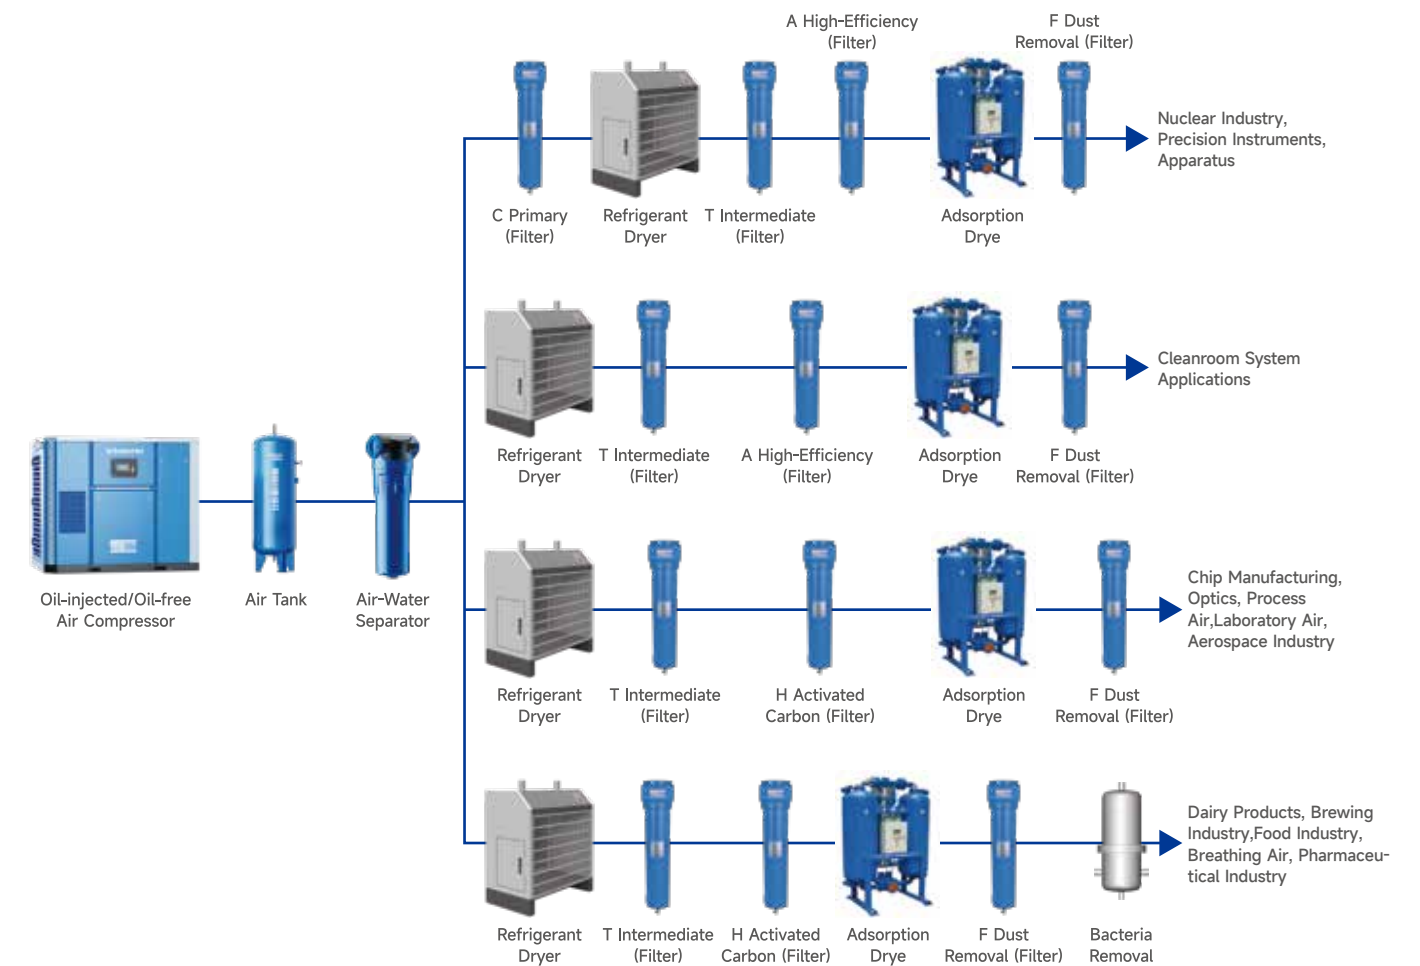 A High-Efficiency
(Filter)
F Dust
Removal (Filter)
Nuclear Industry,
Precision Instruments,
Apparatus
C Primary
(Filter)
Refrigerant
Dryer
T Intermediate
(Filter)
Adsorption
Drye
Cleanroom System
Applications
Refrigerant
Dryer
T Intermediate
(Filter)
A High-Efficiency
(Filter)
Adsorption
Drye
F Dust
Removal (Filter)
Oil-injected/Oil-free
Air Compressor
Air Tank
Air-Water
Separator
Chip Manufacturing,
Optics, Process
Air,Laboratory Air,
Aerospace Industry
Refrigerant
Dryer
T Intermediate
(Filter)
H Activated
Carbon (Filter)
Adsorption
Drye
F Dust
Removal (Filter)
Dairy Products, Brewing
Industry,Food Industry,
Breathing Air, Pharmaceu-
tical Industry
Refrigerant
Dryer
T Intermediate
(Filter)
H Activated
Carbon (Filter)
Adsorption
Drye
F Dust
Removal (Filter)
Bacteria
Removal